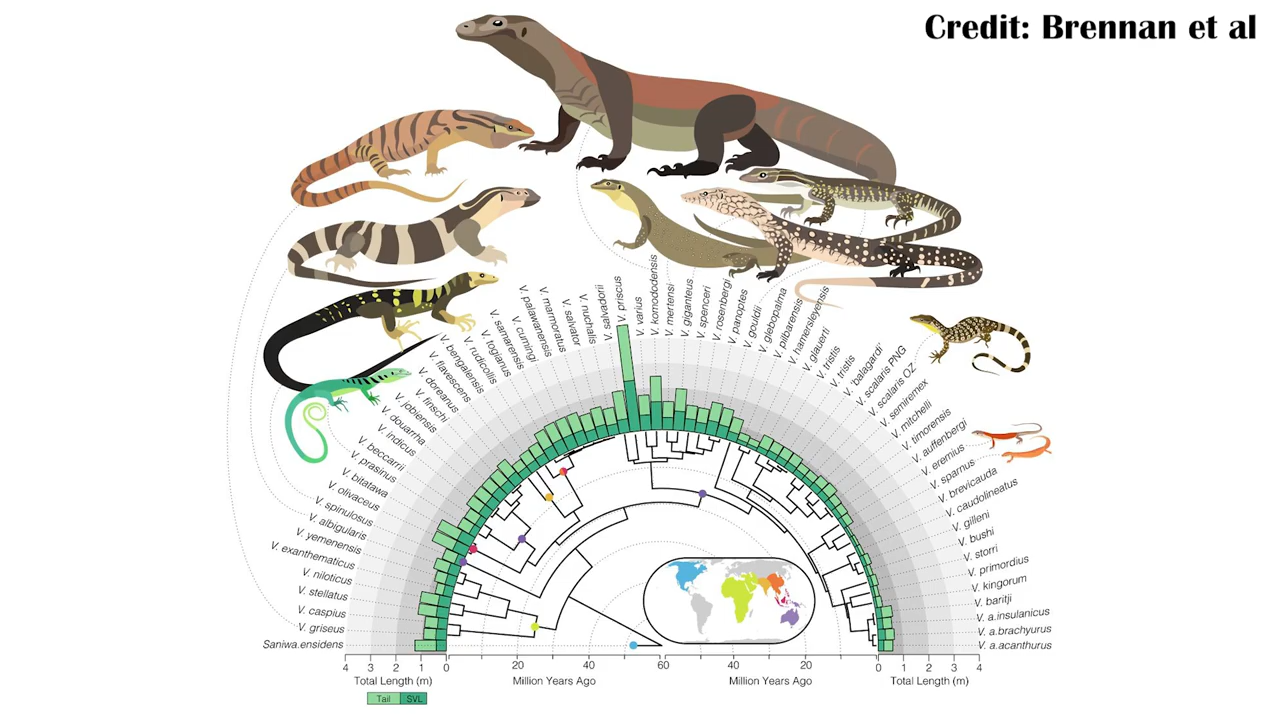 Credit: Brennan et al
Saniwa.ensidens
V. griseus
V. caspius
V. stellatus
V. niloticus
V. exanthematicus
V. yemenensis
V. albigularis
V. spinulosus
V. olivaceus
V. bitatawa
V. prasinus
V. beccarii
V. indicus
V. douarrha
V. jobiensis
V. finschi
V. doreanus
V. flavescens
V. bengalensis
V. rudicollis
V. togianus
V. samarensis
V. cumingi
V. palawanensis
V. marmoratus
V. salvator
V. nuchalis
V. salvadorii
V. priscus
V. varius
V. komodoensis
V. mertensi
V. giganteus
V. spenceri
V. rosenbergi
V. panoptes
V. gouldii
V. glebopalma
V. pilbarensis
V. hamersleyensis
V. glauerti
V. tristis
V. tristis
V. 'balagardi'
V. scalaris PNG
V. scalaris OZ
V. semiremex
V. mitchelli
V. timorensis
V. auffenbergi
V. eremius
V. sparnus
V. brevicauda
V. caudolineatus
V. gilleni
V. bushi
V. storri
V. primordius
V. kingorum
V. baritji
V. a.insulanicus
V. a.brachyurus
V. a.acanthurus
4 3 2 1 0 20 40 60 40 20 0 1 2 3 4
Total Length (m) Million Years Ago Million Years Ago Total Length (m)
Tail SVL